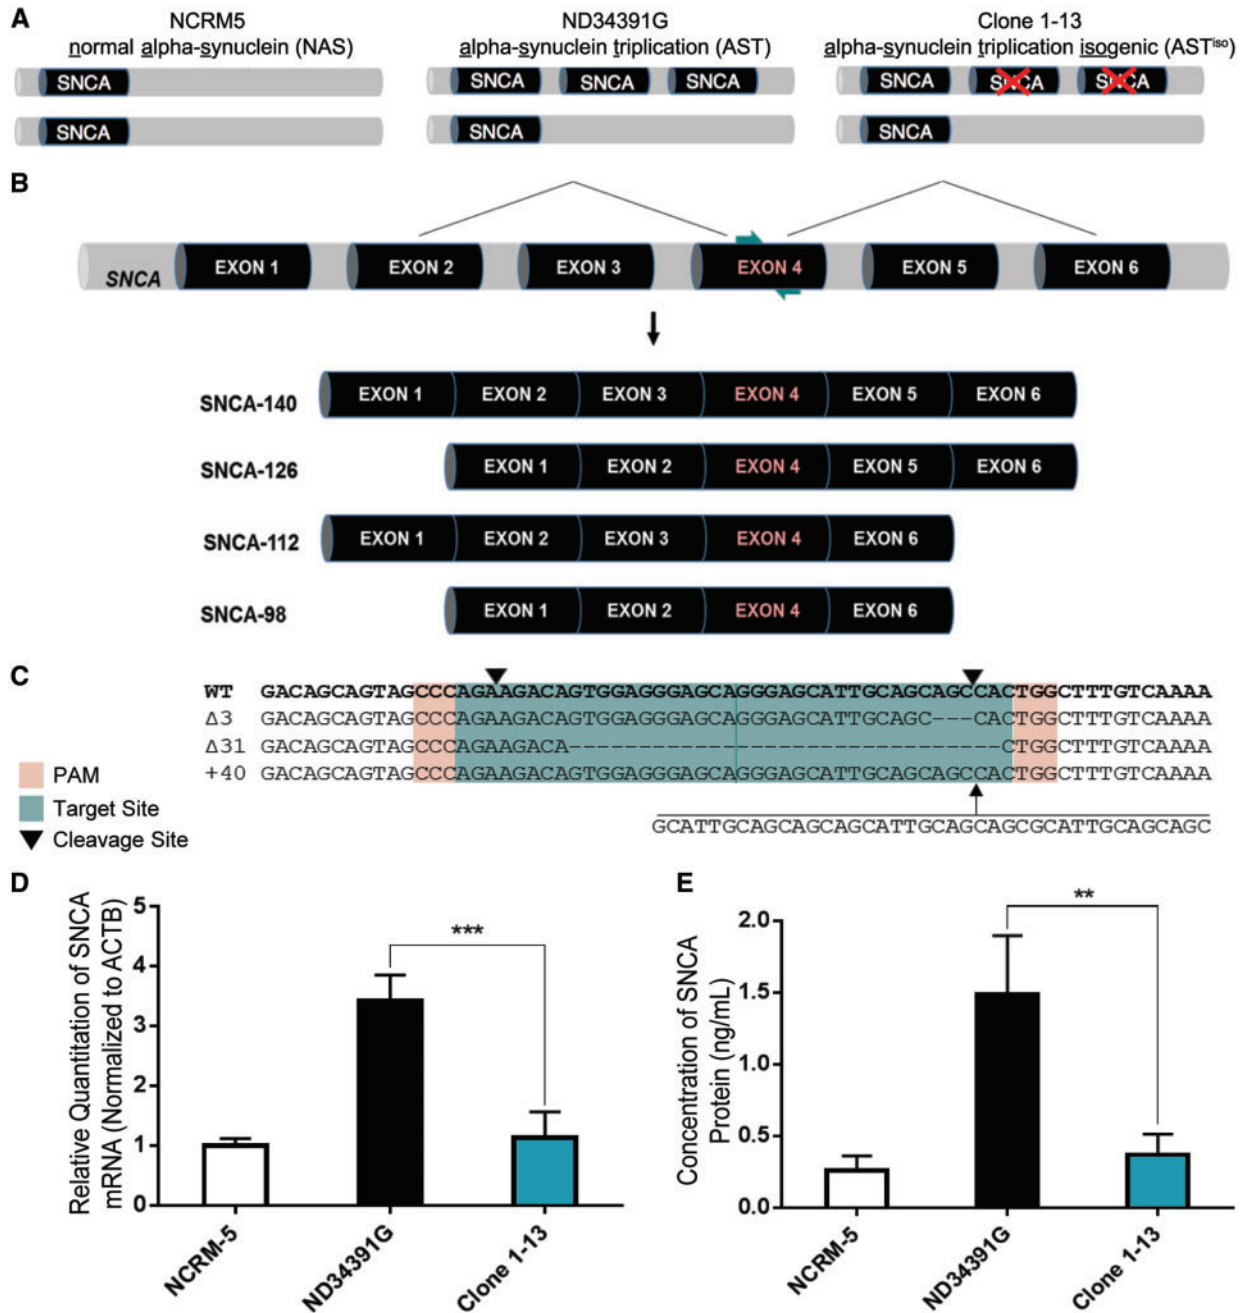 A
NCRM5
normal alpha-synuclein (NAS)
ND34391G
alpha-synuclein triplication (AST)
Clone 1-13
alpha-synuclein triplication isogenic (ASTiso)
SNCA
SNCA SNCA SNCA
SNCA SNCA SNCA
SNCA
SNCA
SNCA
B
SNCA
EXON 1 EXON 2 EXON 3 EXON 4 EXON 5 EXON 6
SNCA-140 EXON 1 EXON 2 EXON 3 EXON 4 EXON 5 EXON 6
SNCA-126 EXON 1 EXON 2 EXON 4 EXON 5 EXON 6
SNCA-112 EXON 1 EXON 2 EXON 3 EXON 4 EXON 6
SNCA-98 EXON 1 EXON 2 EXON 4 EXON 6
C
WT GACAGCAGTAGCCCAGAAAGACAGTGGAGGGAGCAGGGAGCATTGCAGCAGCCACTGGCTTTGTCAAAA
Δ3 GACAGCAGTAGCCCAGAAAGACAGTGGAGGGAGCAGGGAGCATTGCAGC---CACTGGCTTTGTCAAAA
Δ31 GACAGCAGTAGCCCAGAAGACA-------------------------------CTGGCTTTGTCAAAA
+40 GACAGCAGTAGCCCAGAAGACAGTGGAGGGAGCAGGGAGCATTGCAGCAGCCACTGGCTTTGTCAAAA
GCATTGCAGCAGCAGCATTGCAGCAGCGCATTGCAGCAGC
PAM
Target Site
Cleavage Site
D
Relative Quantitation of SNCA
mRNA (Normalized to ACTB)
5
4
3
2
1
0
***
NCRM-5
ND34391G
Clone 1-13
E
Concentration of SNCA
Protein (ng/mL)
2.0
1.5
1.0
0.5
0.0
**
NCRM-5
ND34391G
Clone 1-13